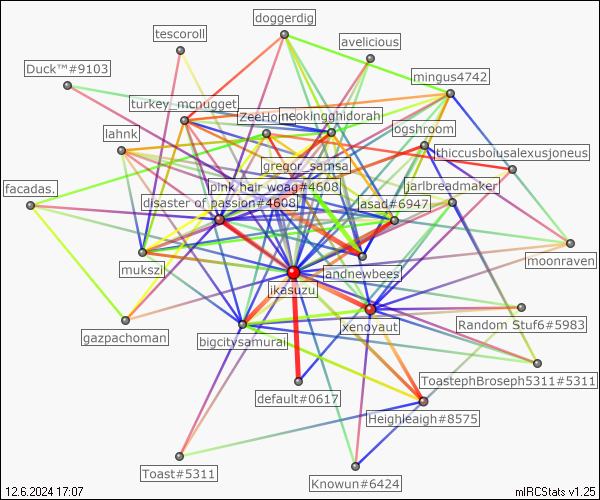 doggerdig
tescoroll
avelicious
Duck™#9103
mingus4742
turkey_mcnugget
neokingghidorah
lahnk
ogshroom
thiccusboiusalexusjoneus
gregor_samsa
facadas.
pink hair woag#4608
jarlbreadmaker
disaster of passion#4608
asad#6947
mukszi
andnewbees
moonraven
ikasuzu
gazpachoman
xenoyaut
Random Stuf6#5983
bigcitysamurai
ToastephBroseph5311#5311
default#0617
Heighleaigh#8575
Toast#5311
Knowun#6424
12.6.2024 17:07
mIRCStats v1.25